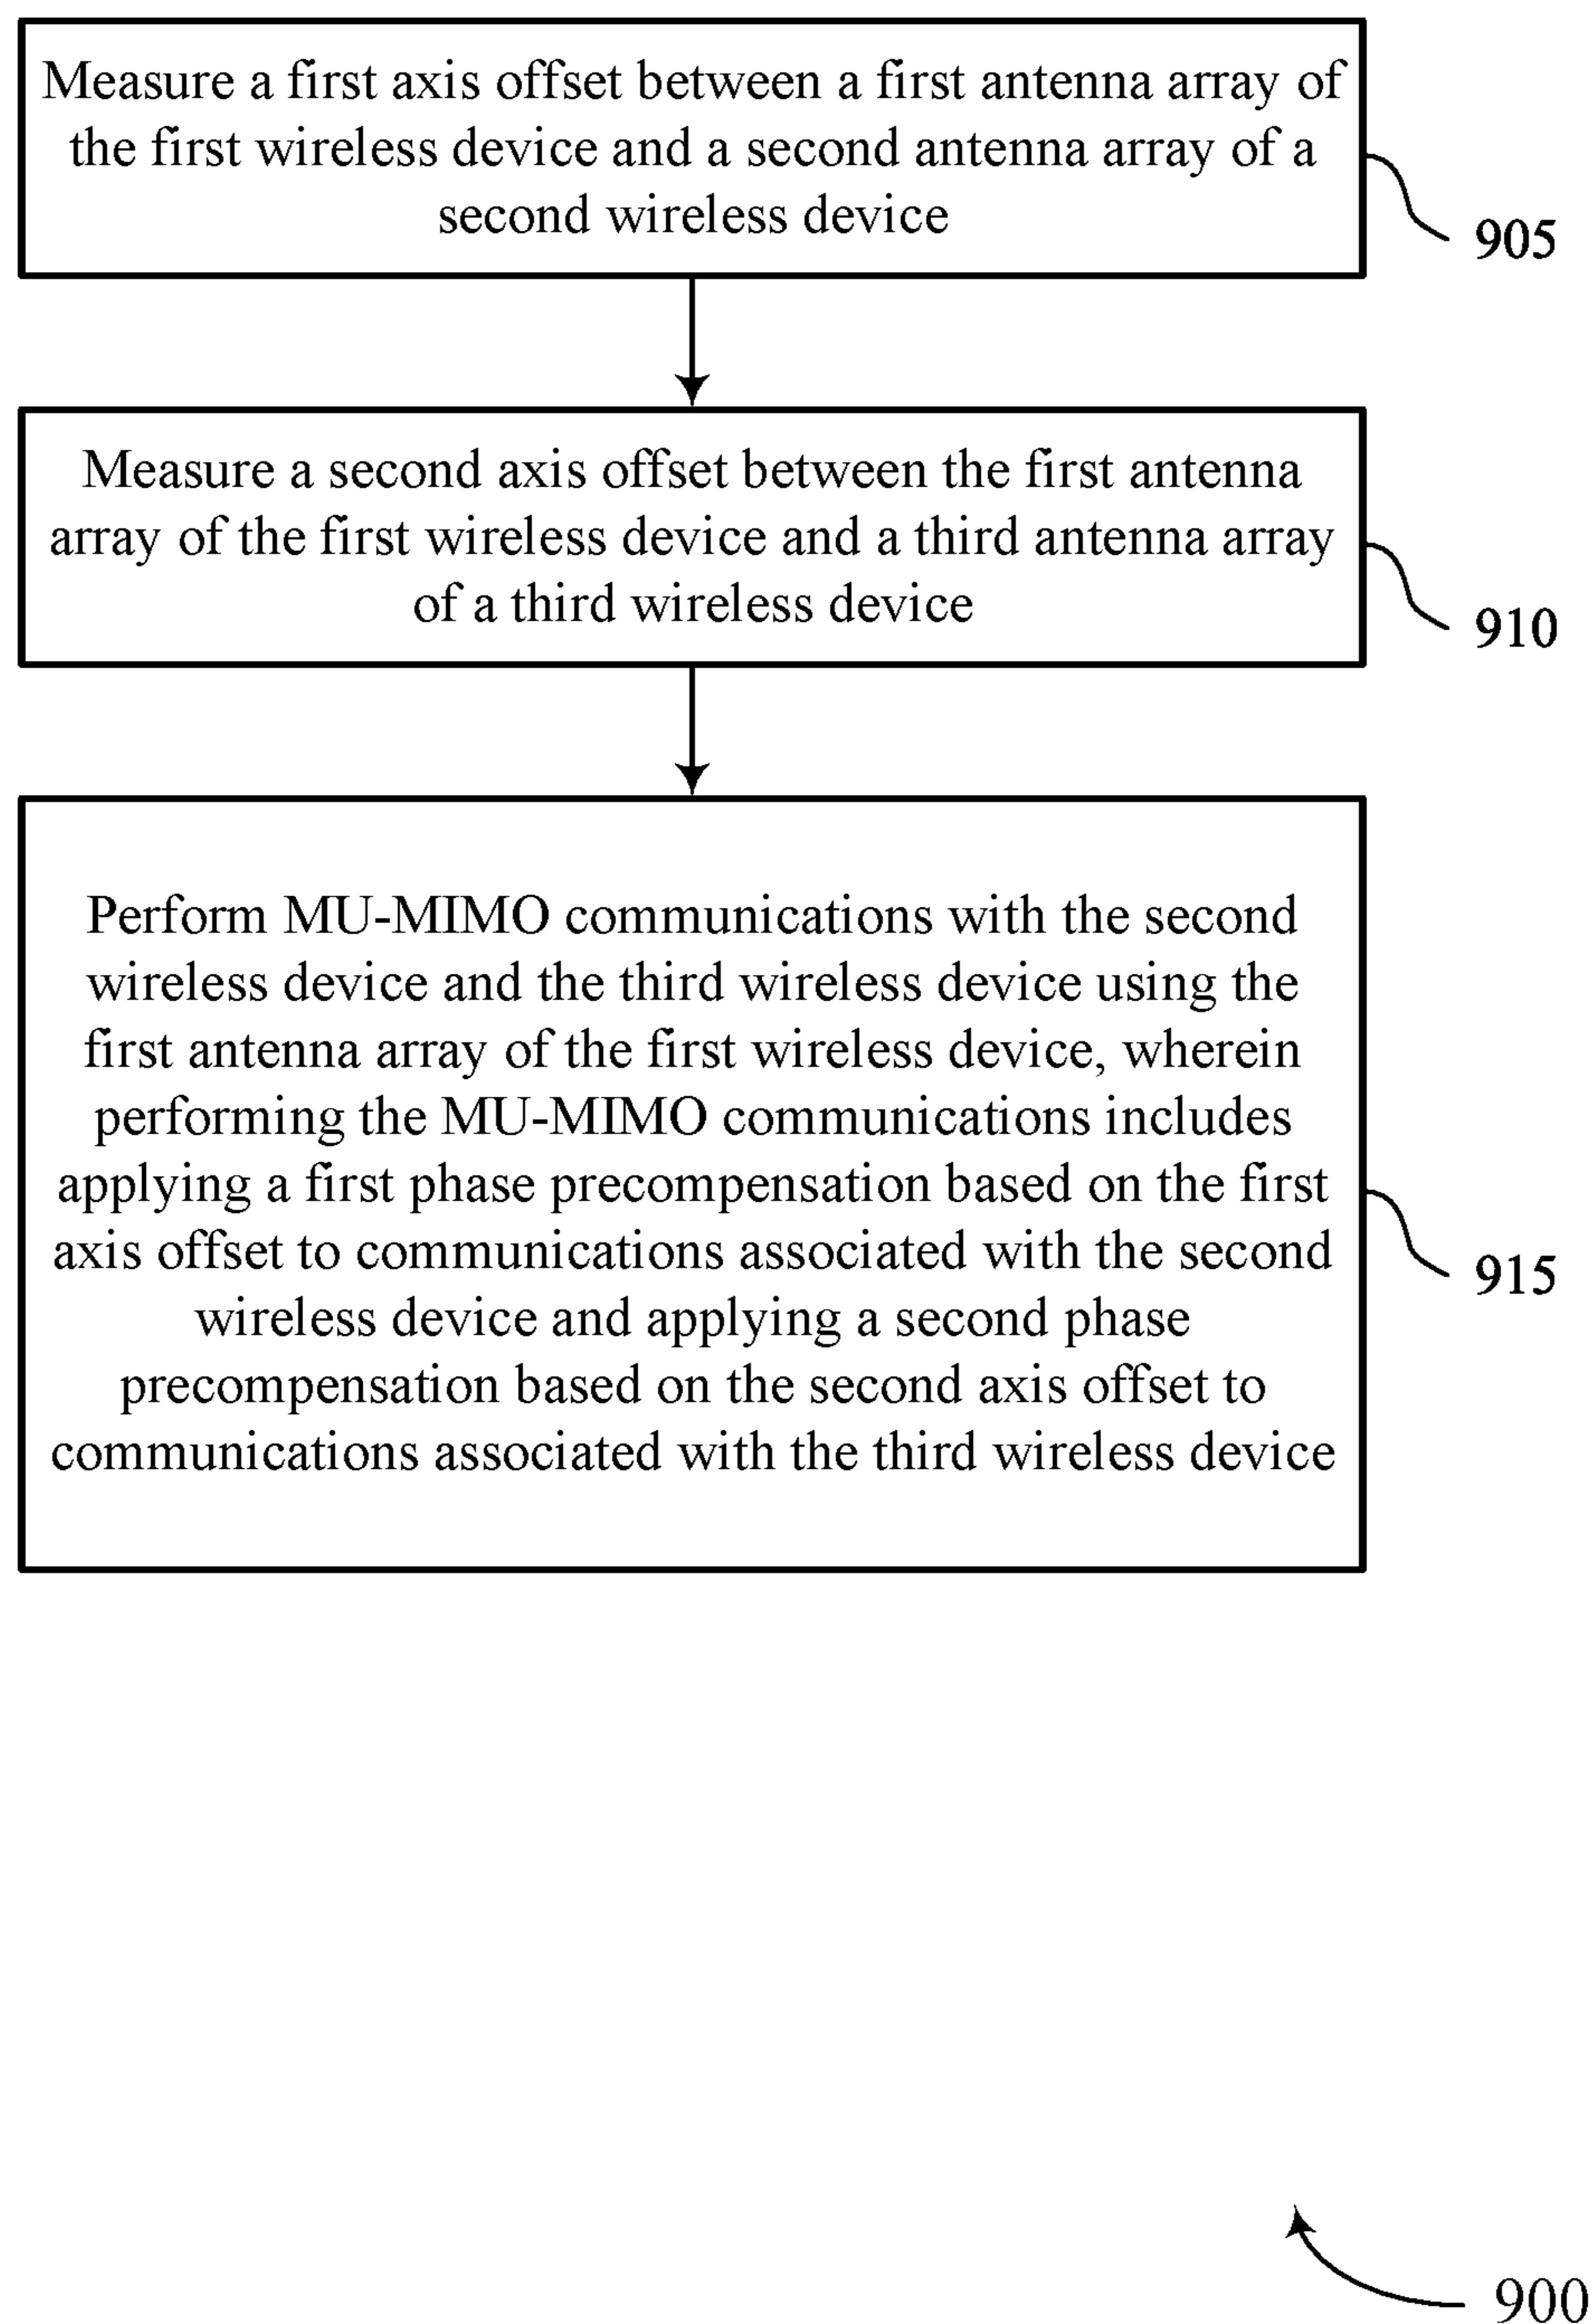 Measure a first axis offset between a first antenna array of
the first wireless device and a second antenna array of a
second wireless device
905
Measure a second axis offset between the first antenna
array of the first wireless device and a third antenna array
of a third wireless device
910
Perform MU-MIMO communications with the second
wireless device and the third wireless device using the
first antenna array of the first wireless device, wherein
performing the MU-MIMO communications includes
applying a first phase precompensation based on the first
axis offset to communications associated with the second
wireless device and applying a second phase
precompensation based on the second axis offset to
communications associated with the third wireless device
915
900